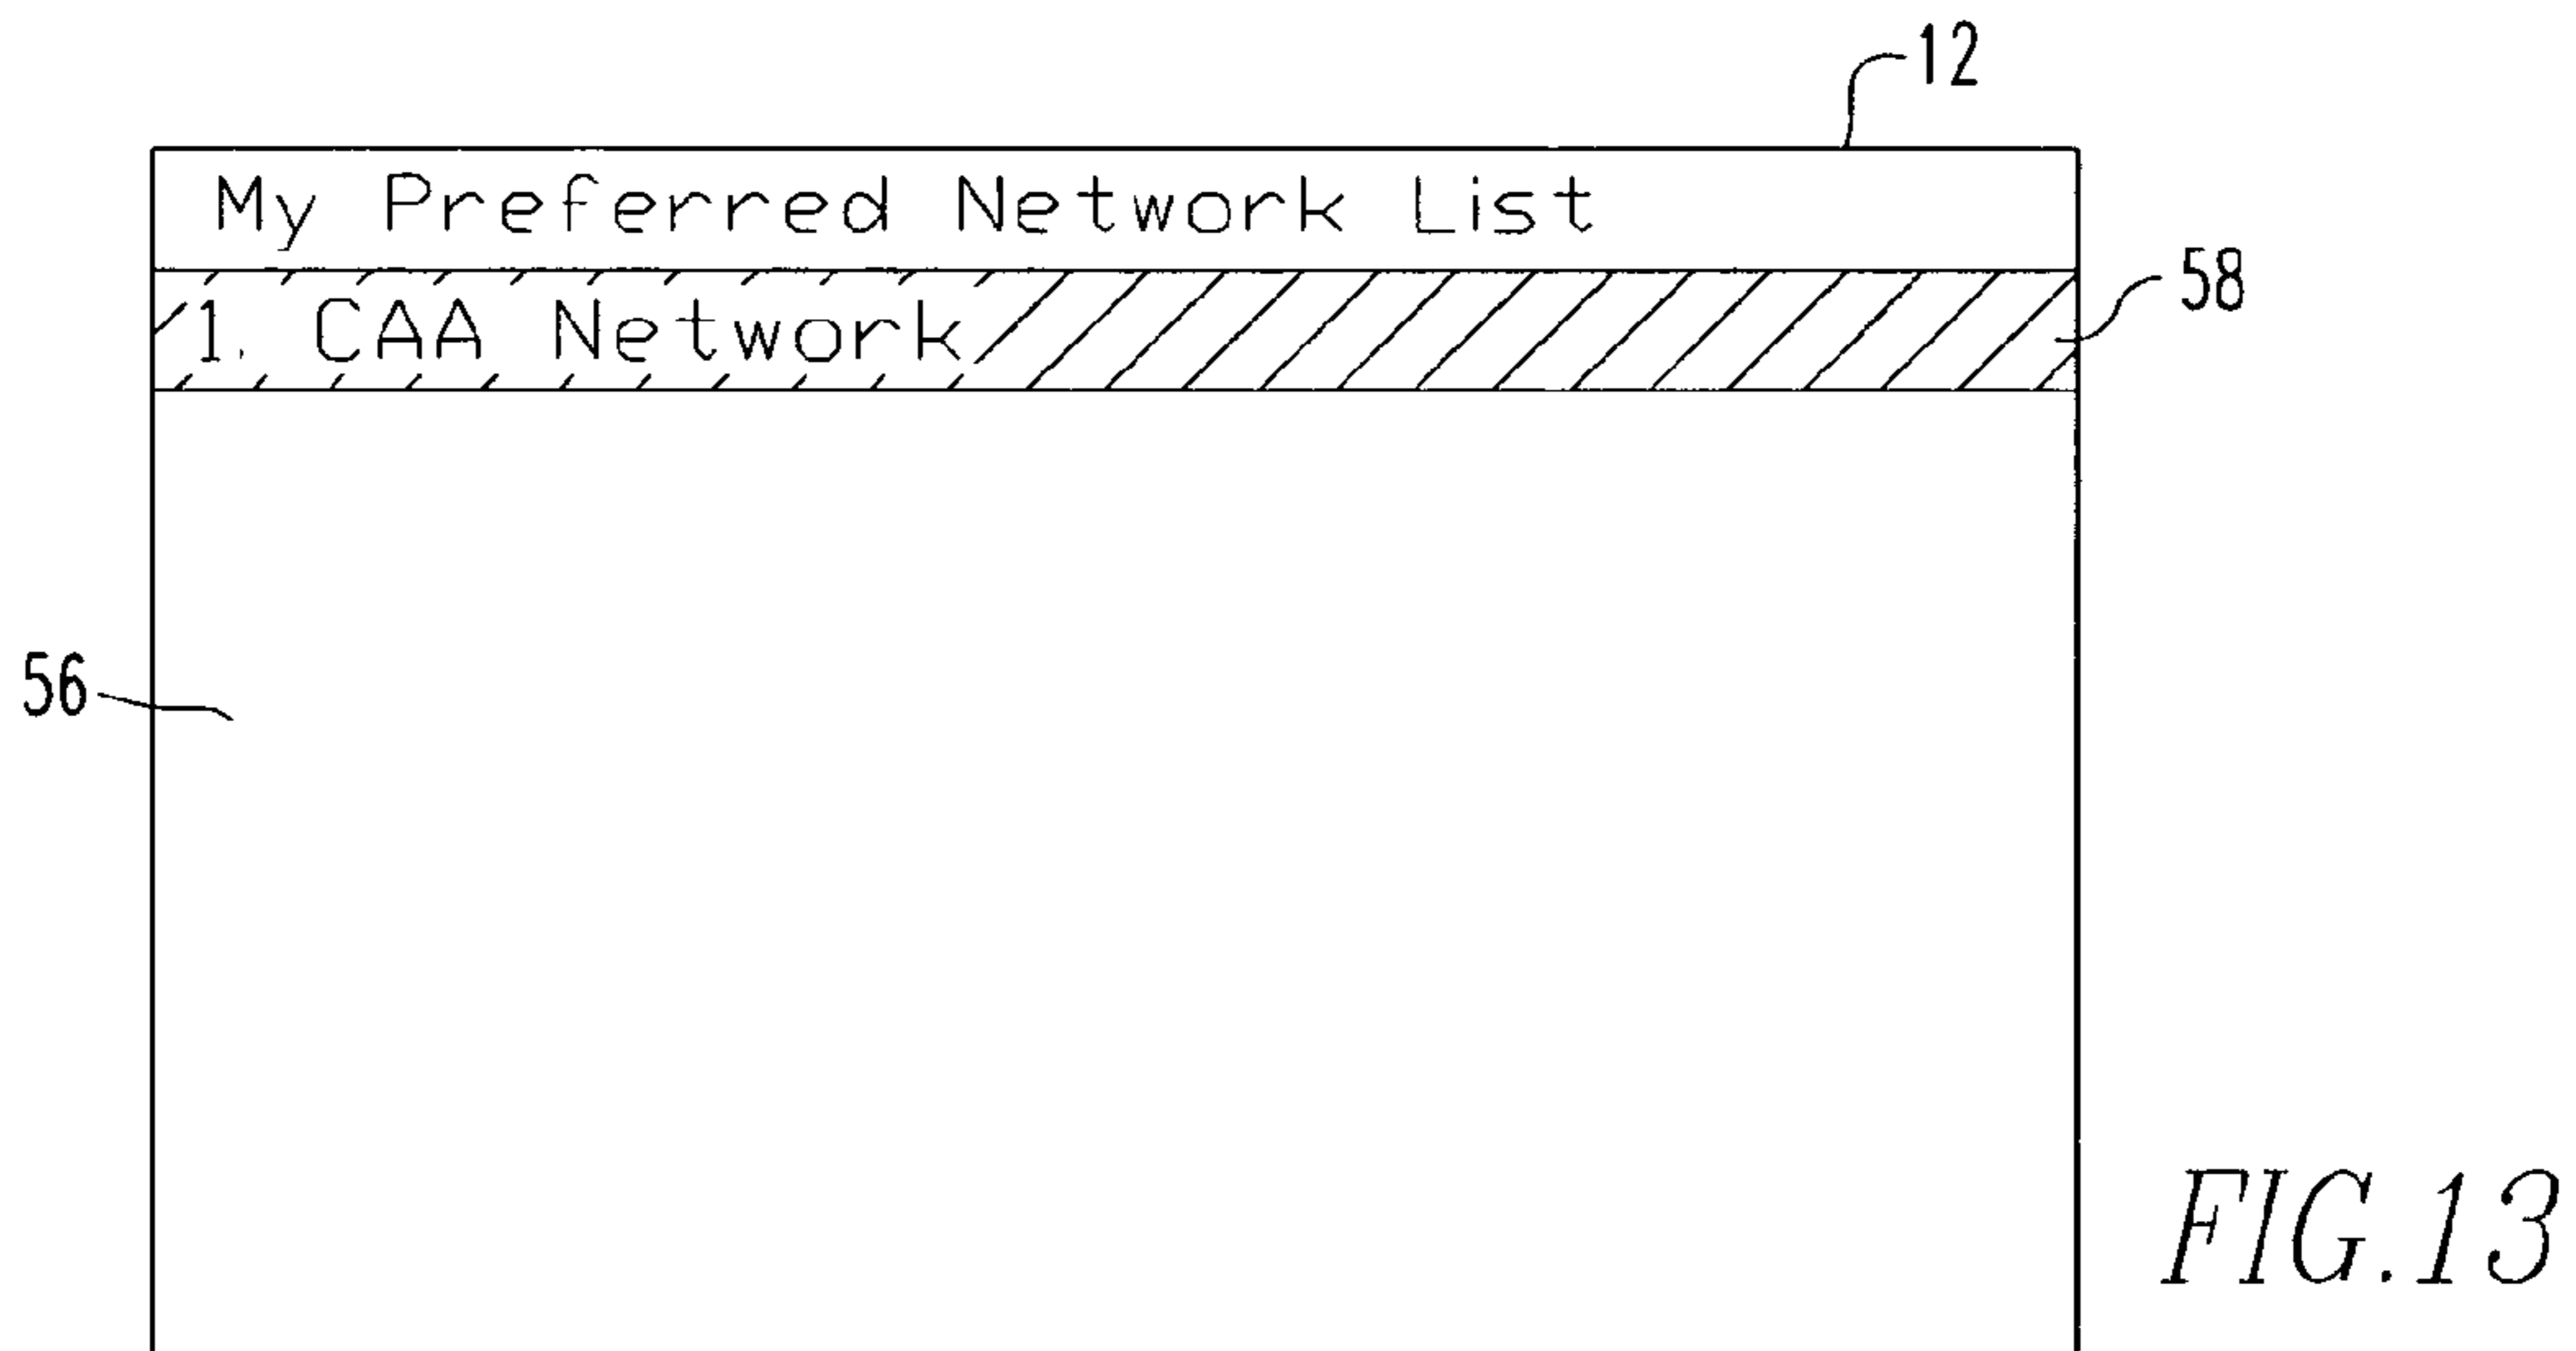 12
My Preferred Network List
58
1. CAA Network
56
FIG.13